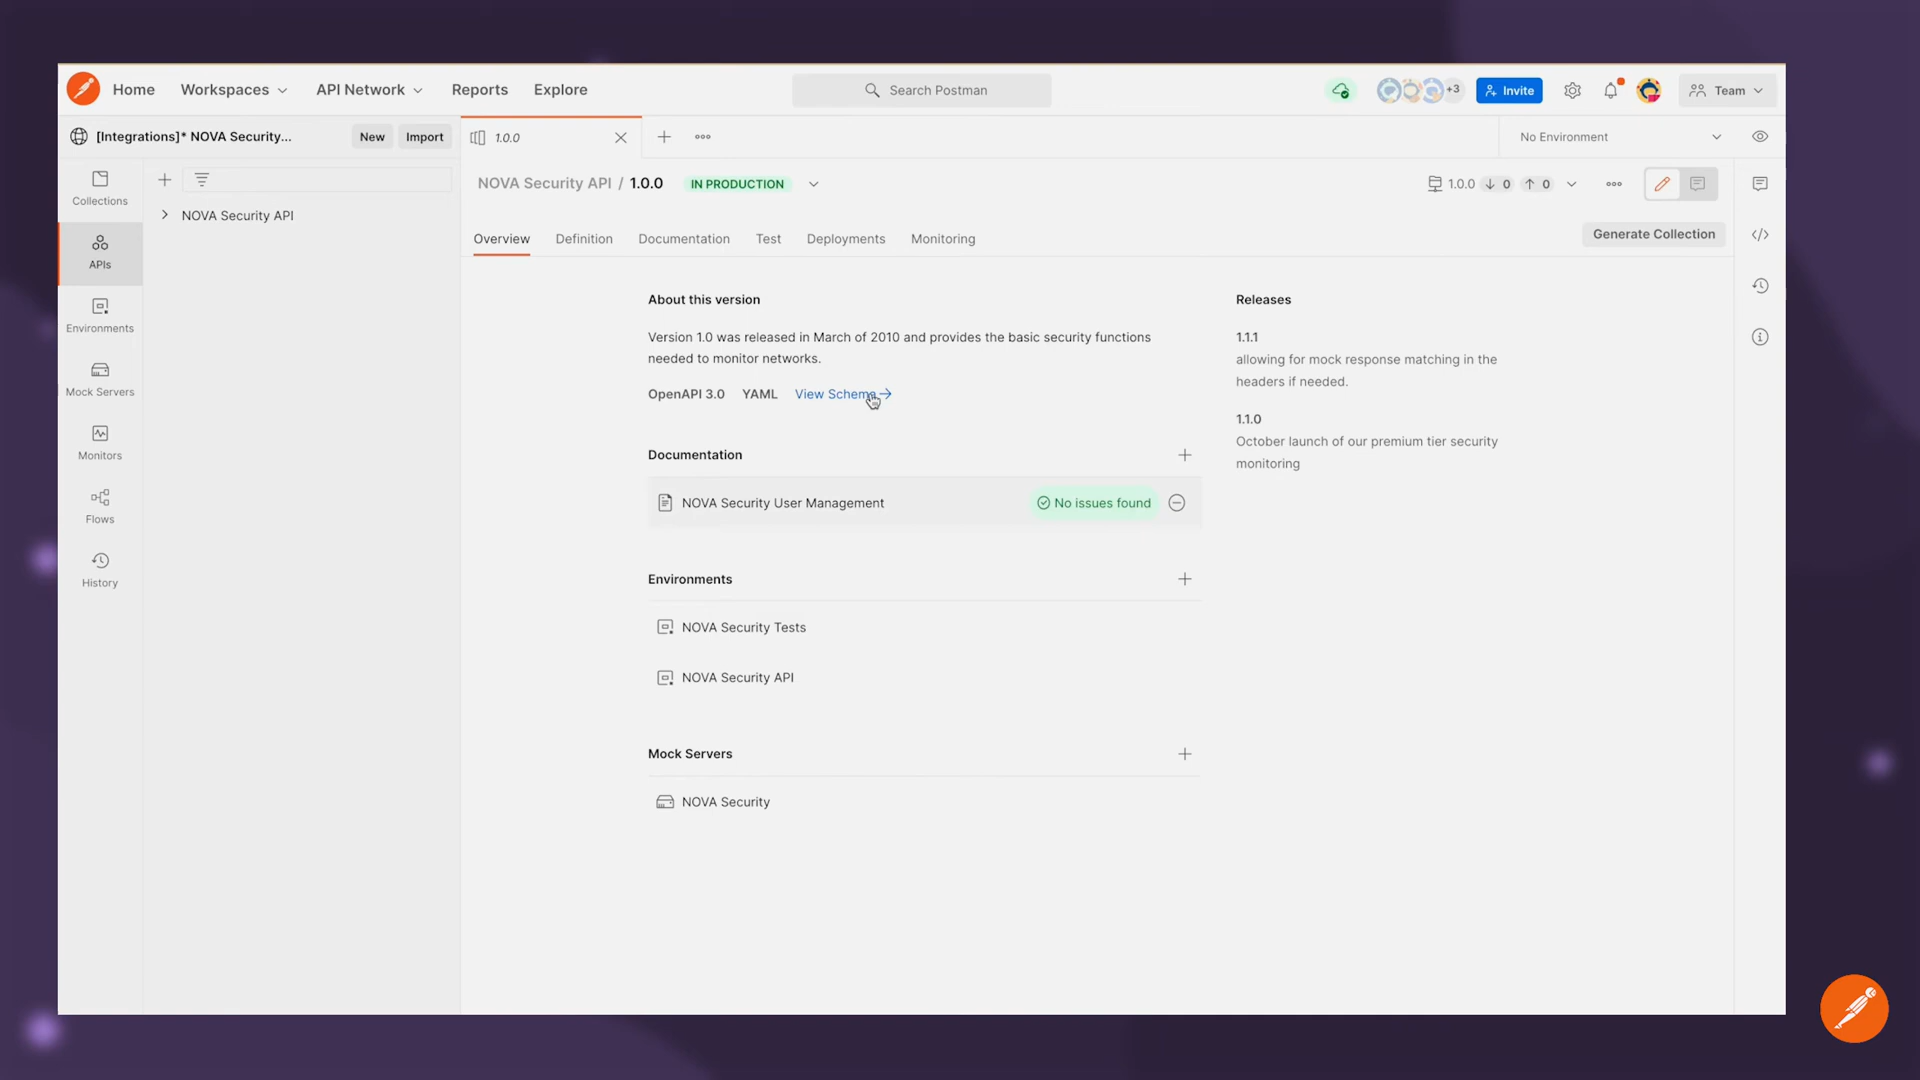 Home Workspaces API Network Reports Explore Search Postman +3 Invite Team
[Integrations]* NOVA Security... New Import 1.0.0 No Environment
NOVA Security API / 1.0.0 IN PRODUCTION 1.0.0 0 0
Collections
NOVA Security API
APIs
Environments
Mock Servers
Monitors
Flows
History
Overview Definition Documentation Test Deployments Monitoring Generate Collection
About this version
Version 1.0 was released in March of 2010 and provides the basic security functions
needed to monitor networks.
OpenAPI 3.0 YAML View Schema
Documentation
NOVA Security User Management No issues found
Environments
NOVA Security Tests
NOVA Security API
Mock Servers
NOVA Security
Releases
1.1.1
allowing for mock response matching in the
headers if needed.
1.1.0
October launch of our premium tier security
monitoring